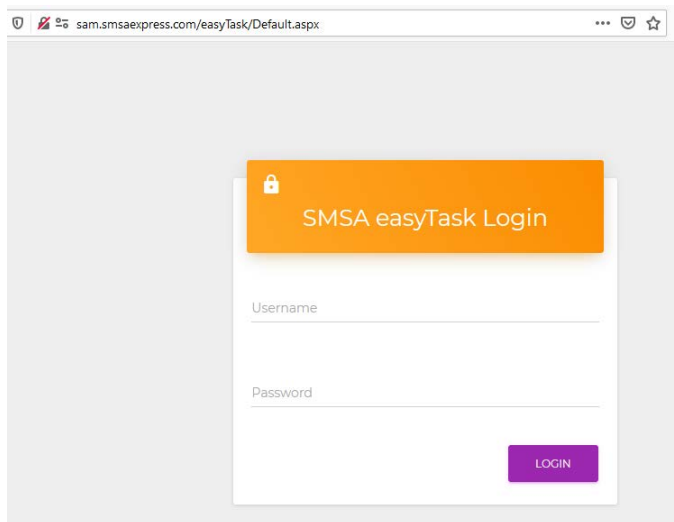 sam.smsaexpress.com/easyTask/Default.aspx
SMSA easyTask Login
Username
Password
LOGIN